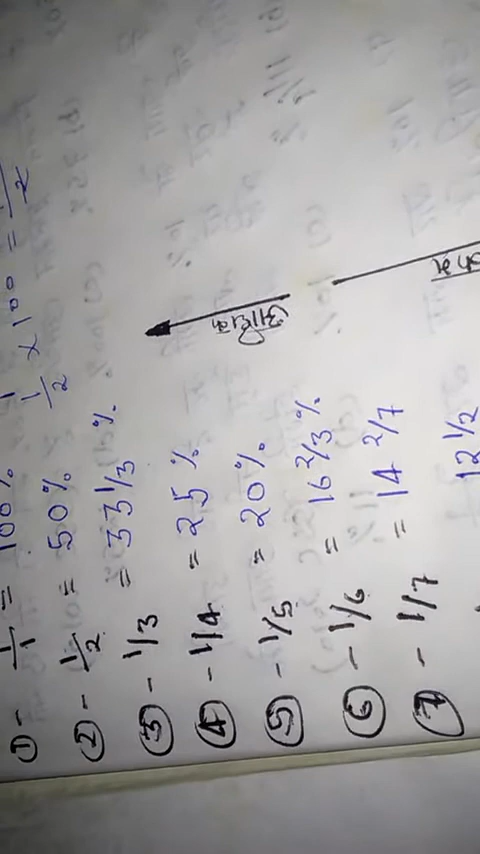 ①- 1/1 = 100%
②- 1/2 = 50% 1/2 × 100 = 1/2
③ - 1/3 = 33 1/3 %
④ - 1/4 = 25 %
⑤ - 1/5 = 20%
⑥ - 1/6 = 16 2/3 %
⑦ - 1/7 = 14 2/7
12 1/2
अधिक